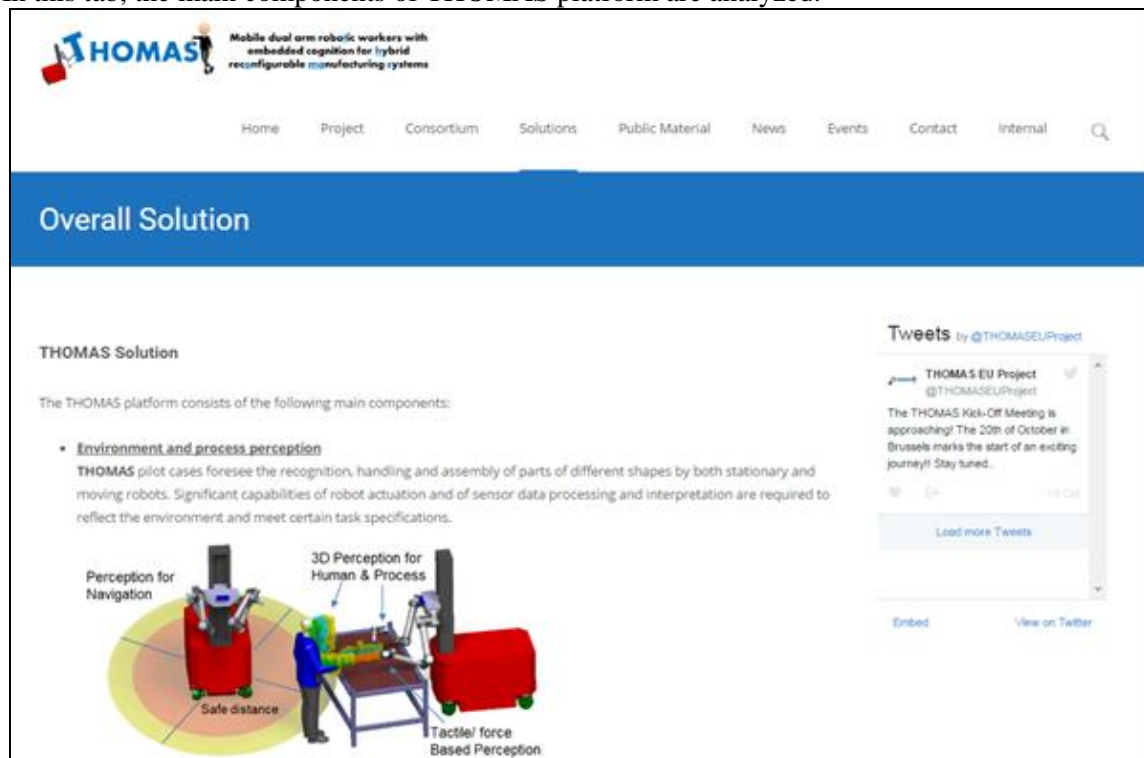 In this tab, the main components of THOMAS platform are analyzed.
THOMAS
Mobile dual arm robotic workers with
embedded cognition for hybrid
reconfigurable manufacturing systems
Home Project Consortium Solutions Public Material News Events Contact Internal
Overall Solution
THOMAS Solution
The THOMAS platform consists of the following main components:
• Environment and process perception
THOMAS pilot cases foresee the recognition, handling and assembly of parts of different shapes by both stationary and
moving robots. Significant capabilities of robot actuation and of sensor data processing and interpretation are required to
reflect the environment and meet certain task specifications.
Perception for
Navigation
3D Perception for
Human & Process
Safe distance
Tactile/ force
Based Perception
Tweets by @THOMASEUProject
THOMAS EU Project
@THOMASEUProject
The THOMAS Kick-Off Meeting is
approaching! The 20th of October in
Brussels marks the start of an exciting
journey!! Stay tuned..
Load more Tweets
Embed View on Twitter